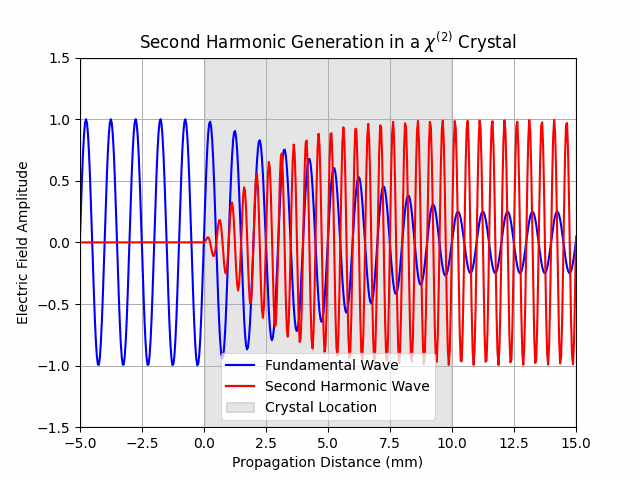 Second Harmonic Generation in a χ⁽²⁾ Crystal
1.5
1.0
0.5
0.0
−0.5
−1.0
−1.5
Electric Field Amplitude
Fundamental Wave
Second Harmonic Wave
Crystal Location
−5.0 −2.5 0.0 2.5 5.0 7.5 10.0 12.5 15.0
Propagation Distance (mm)